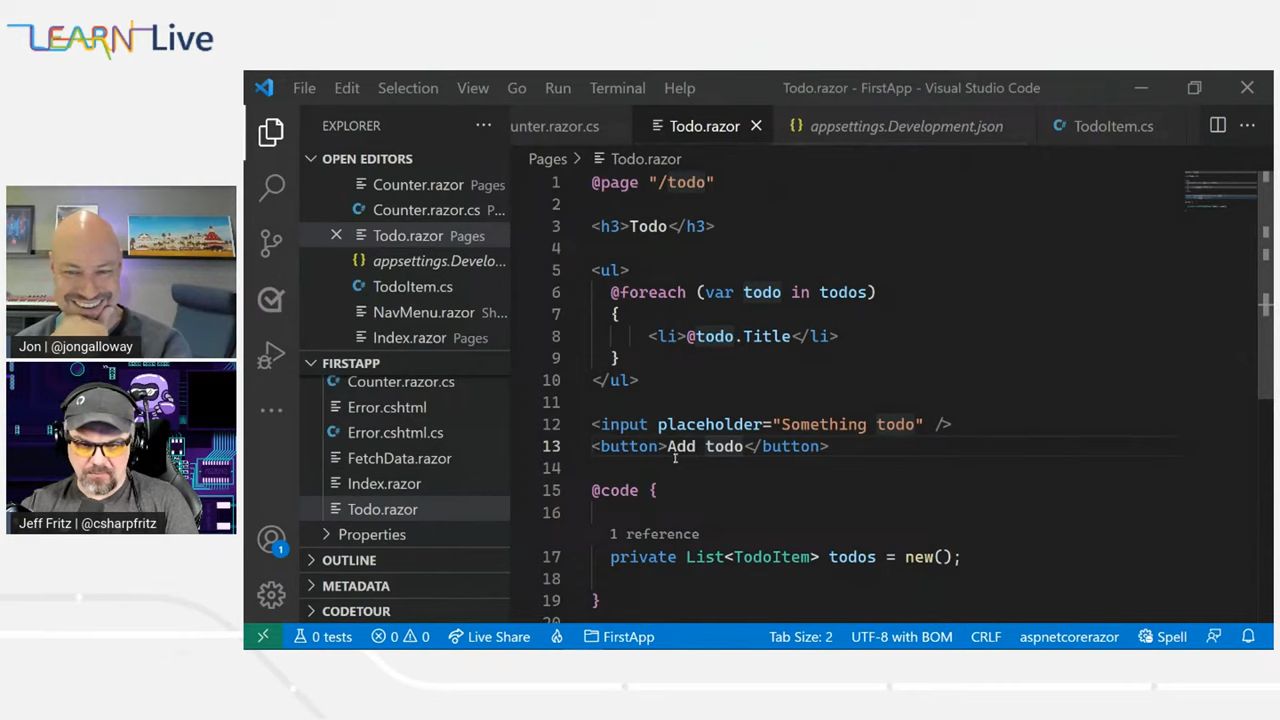 LEARN Live
File Edit Selection View Go Run Terminal Help Todo.razor - FirstApp - Visual Studio Code
EXPLORER
unter.razor.cs Todo.razor {} appsettings.Development.json C# TodoItem.cs
OPEN EDITORS
Counter.razor Pages
C# Counter.razor.cs P...
Todo.razor Pages
{} appsettings.Develo...
C# TodoItem.cs
NavMenu.razor Sh...
Index.razor Pages
FIRSTAPP
C# Counter.razor.cs
Error.cshtml
C# Error.cshtml.cs
FetchData.razor
Index.razor
Todo.razor
Properties
OUTLINE
METADATA
CODETOUR
1
Pages > Todo.razor
1 @page "/todo"
2
3 <h3>Todo</h3>
4
5 <ul>
6 @foreach (var todo in todos)
7 {
8 <li>@todo.Title</li>
9 }
10 </ul>
11
12 <input placeholder="Something todo" />
13 <button>Add todo</button>
14
15 @code {
16
1 reference
17 private List<TodoItem> todos = new();
18
19 }
20
Jon | @jongalloway
Jeff Fritz | @csharpfritz
0 tests 0 0 Live Share FirstApp Tab Size: 2 UTF-8 with BOM CRLF aspnetcorerazor Spell